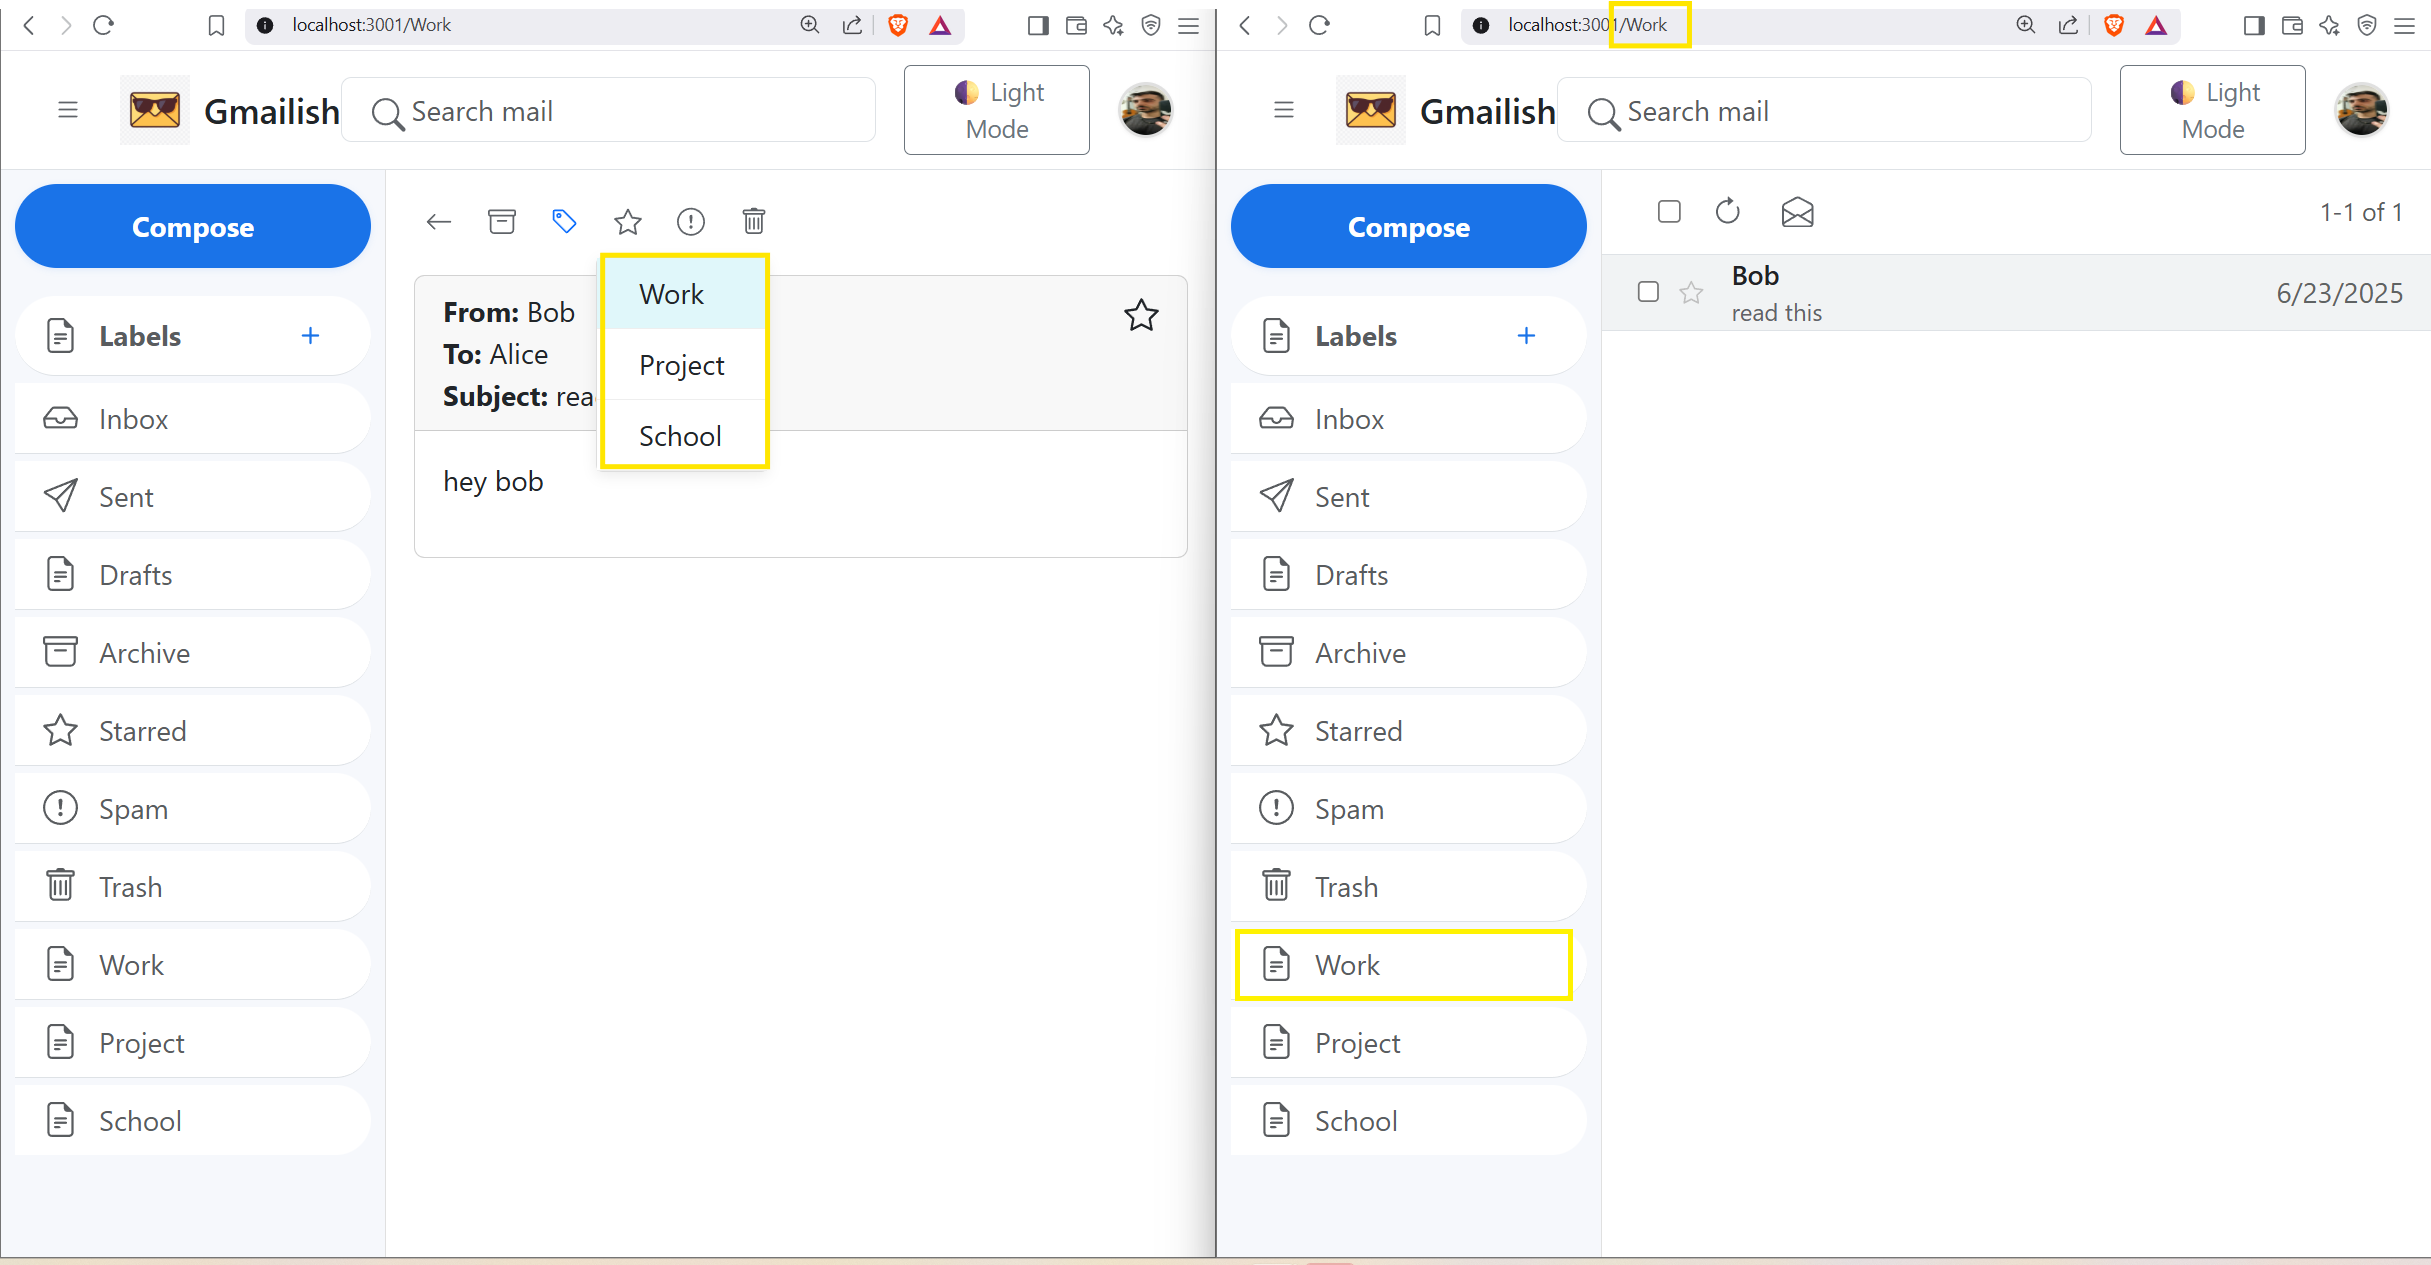 localhost:3001/Work
Gmailish
Search mail
Light
Mode
Compose
Labels
+
Inbox
Sent
Drafts
Archive
Starred
Spam
Trash
Work
Project
School
From: Bob
To: Alice
Subject: rea
hey bob
Work
Project
School
localhost:3001/Work
Gmailish
Search mail
Light
Mode
Compose
Labels
+
Inbox
Sent
Drafts
Archive
Starred
Spam
Trash
Work
Project
School
1-1 of 1
Bob
read this
6/23/2025